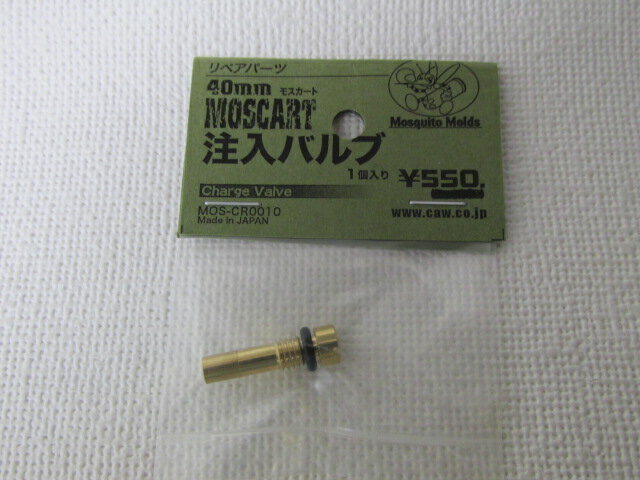 リペアパーツ
40mm モスカート
MOSCART
注入バルブ
1個入り ¥550.
Charge Valve
MOS-CR0010
Made In JAPAN
Mosquito Molds
www.caw.co.jp